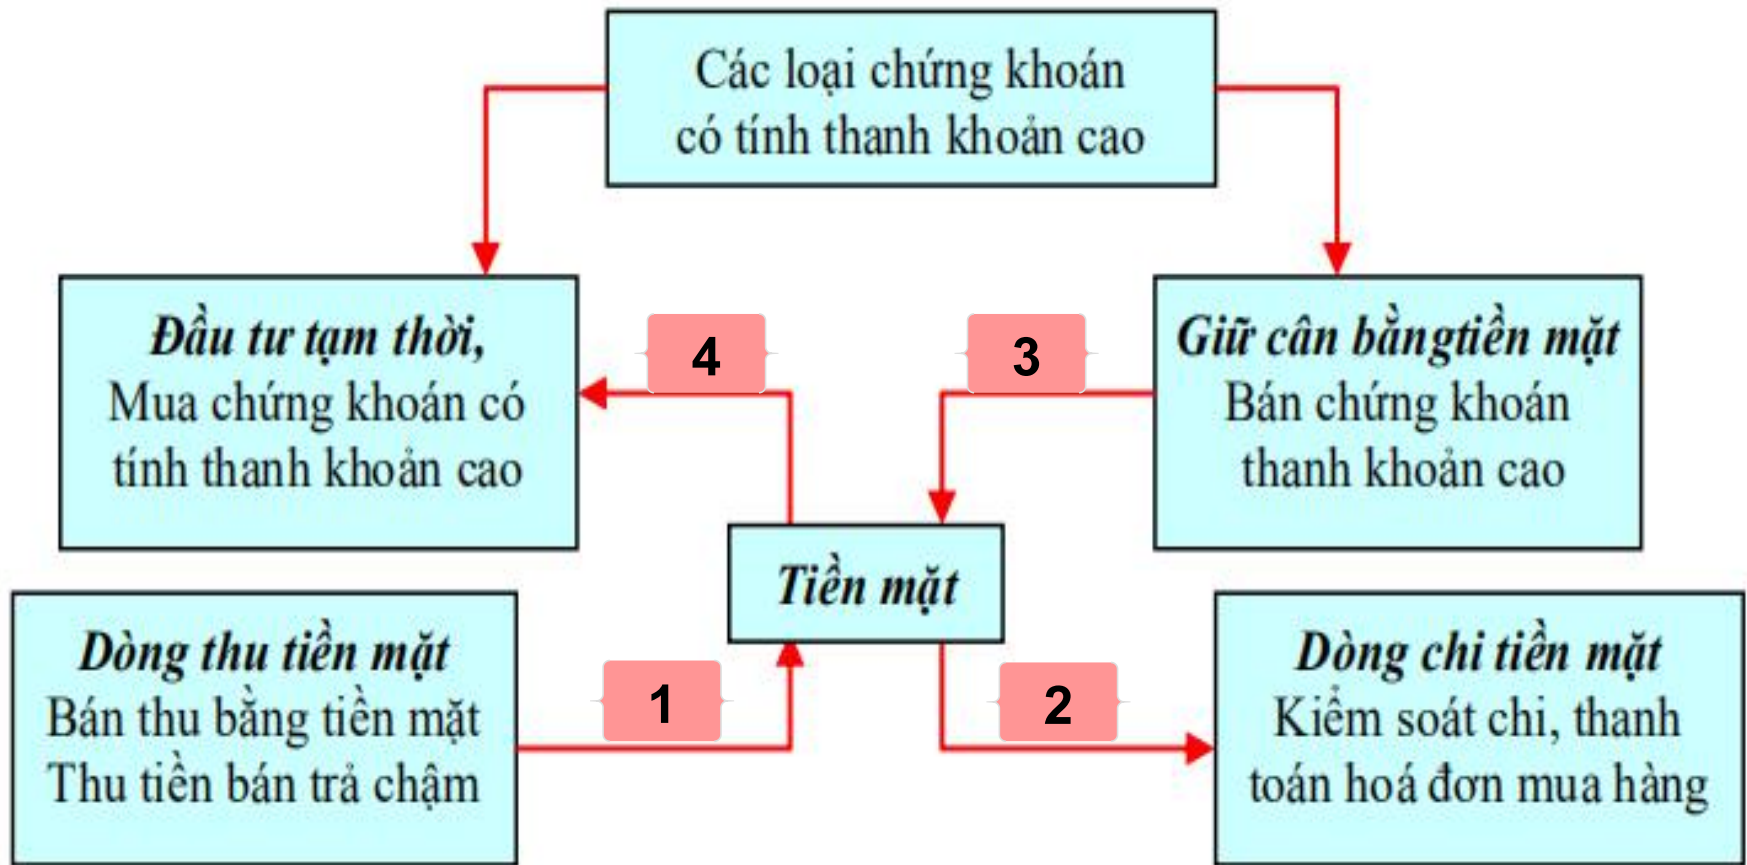 Các loại chứng khoán
có tính thanh khoản cao
Đầu tư tạm thời,
Mua chứng khoán có
tính thanh khoản cao
4
3
Giữ cân bằngtiền mặt
Bán chứng khoán
thanh khoản cao
Tiền mặt
Dòng thu tiền mặt
Bán thu bằng tiền mặt
Thu tiền bán trả chậm
1
2
Dòng chi tiền mặt
Kiểm soát chi, thanh
toán hoá đơn mua hàng